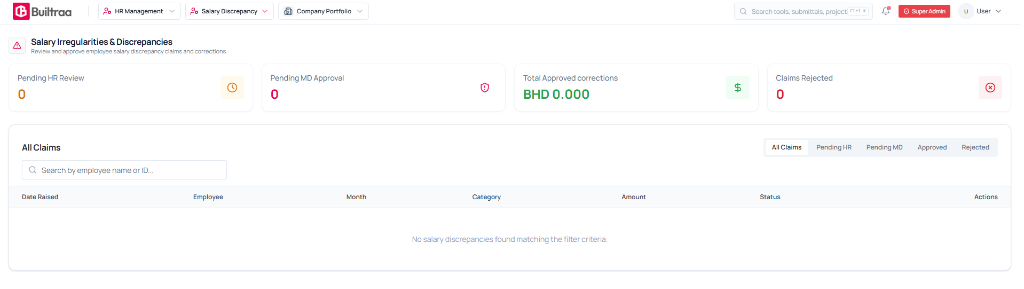 Builtraa HR Management Salary Discrepancy Company Portfolio Search tools, submittals, project Super Admin U User
Salary Irregularities & Discrepancies
Review and approve employee salary discrepancy claims and corrections.
Pending HR Review Pending MD Approval Total Approved corrections Claims Rejected
0 0 BHD 0.000 0
All Claims All Claims Pending HR Pending MD Approved Rejected
Search by employee name or ID...
Date Raised Employee Month Category Amount Status Actions
No salary discrepancies found matching the filter criteria.